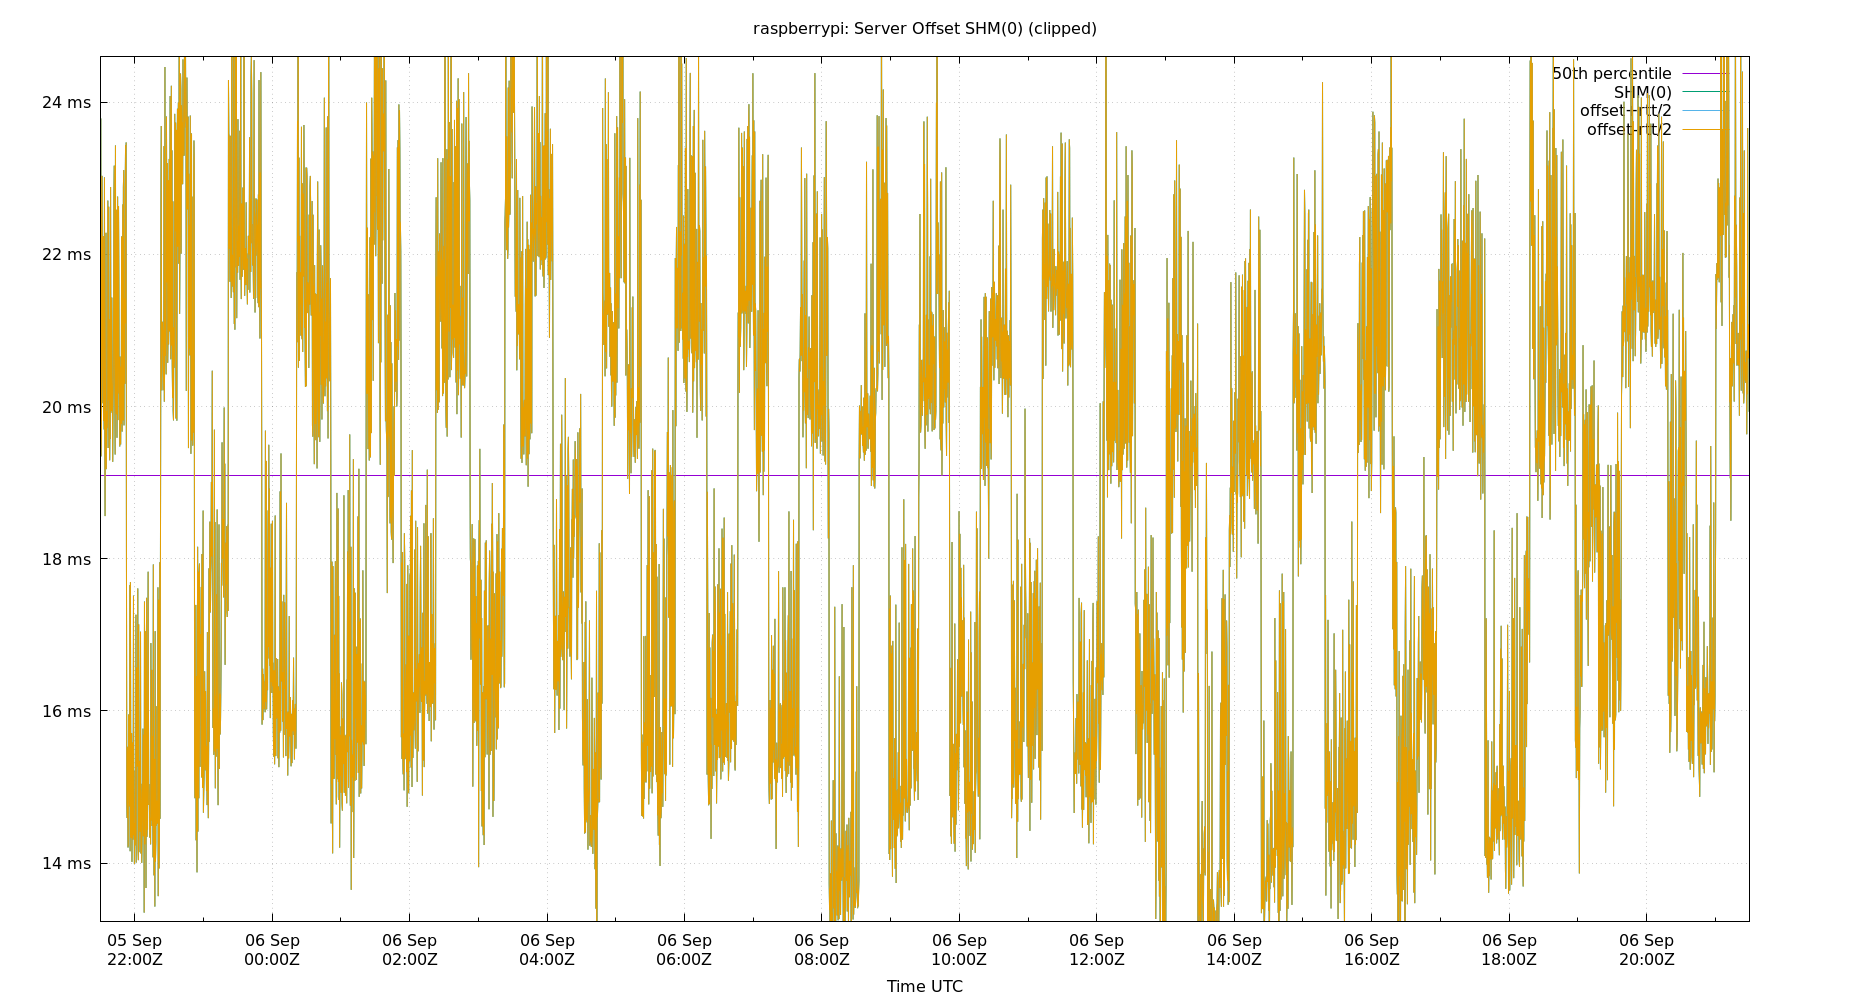 raspberrypi: Server Offset SHM(0) (clipped)
50th percentile
SHM(0)
offset+rtt/2
offset-rtt/2
24 ms
22 ms
20 ms
18 ms
16 ms
14 ms
05 Sep 06 Sep 06 Sep 06 Sep 06 Sep 06 Sep 06 Sep 06 Sep 06 Sep 06 Sep 06 Sep 06 Sep
22:00Z 00:00Z 02:00Z 04:00Z 06:00Z 08:00Z 10:00Z 12:00Z 14:00Z 16:00Z 18:00Z 20:00Z
Time UTC